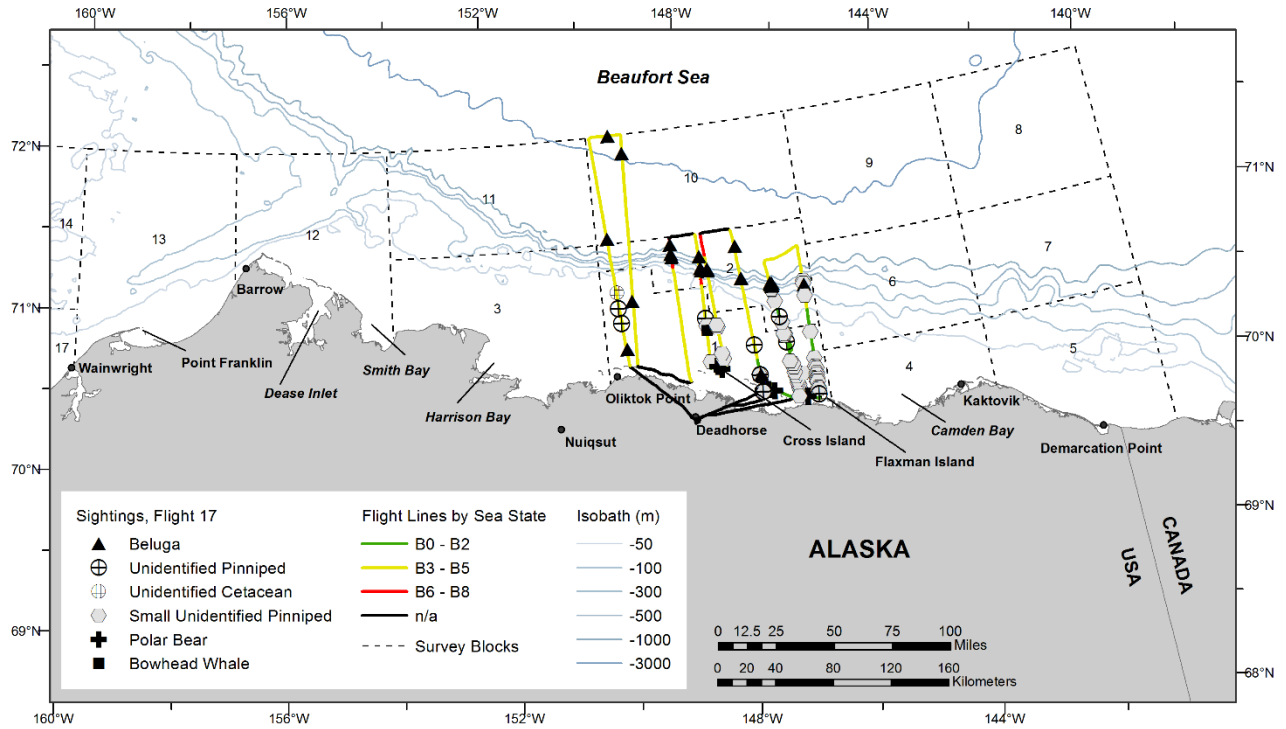 160°W 156°W 152°W 148°W 144°W 140°W
Beaufort Sea
72°N
71°N
71°N
70°N
70°N
69°N
69°N
68°N
8
9
10
11
14
13
12
7
2
6
3
1
5
17
4
Barrow
Point Franklin
Wainwright
Dease Inlet
Smith Bay
Harrison Bay
Oliktok Point
Nuiqsut
Deadhorse
Cross Island
Flaxman Island
Camden Bay
Kaktovik
Demarcation Point
ALASKA
USA
CANADA
Sightings, Flight 17
Beluga
Unidentified Pinniped
Unidentified Cetacean
Small Unidentified Pinniped
Polar Bear
Bowhead Whale
Flight Lines by Sea State
B0 - B2
B3 - B5
B6 - B8
n/a
Survey Blocks
Isobath (m)
-50
-100
-300
-500
-1000
-3000
0 12.5 25 50 75 100
Miles
0 20 40 80 120 160
Kilometers
160°W 156°W 152°W 148°W 144°W